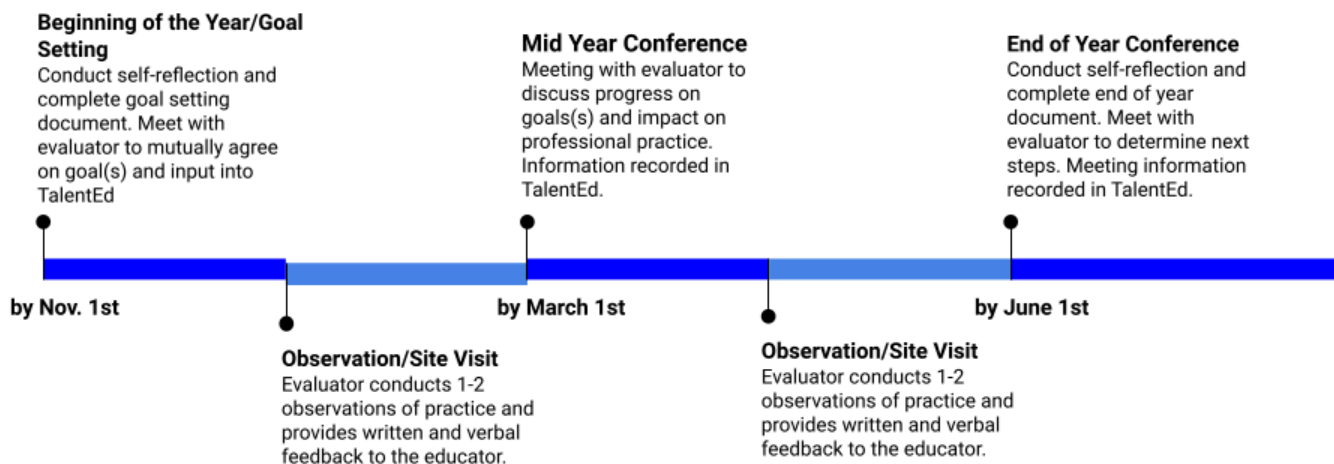 Beginning of the Year/Goal
Setting
Conduct self-reflection and
complete goal setting
document. Meet with
evaluator to mutually agree
on goal(s) and input into
TalentEd
Mid Year Conference
Meeting with evaluator to
discuss progress on
goals(s) and impact on
professional practice.
Information recorded in
TalentEd.
End of Year Conference
Conduct self-reflection and
complete end of year
document. Meet with
evaluator to determine next
steps. Meeting information
recorded in TalentEd.
by Nov. 1st
by March 1st
by June 1st
Observation/Site Visit
Evaluator conducts 1-2
observations of practice and
provides written and verbal
feedback to the educator.
Observation/Site Visit
Evaluator conducts 1-2
observations of practice and
provides written and verbal
feedback to the educator.